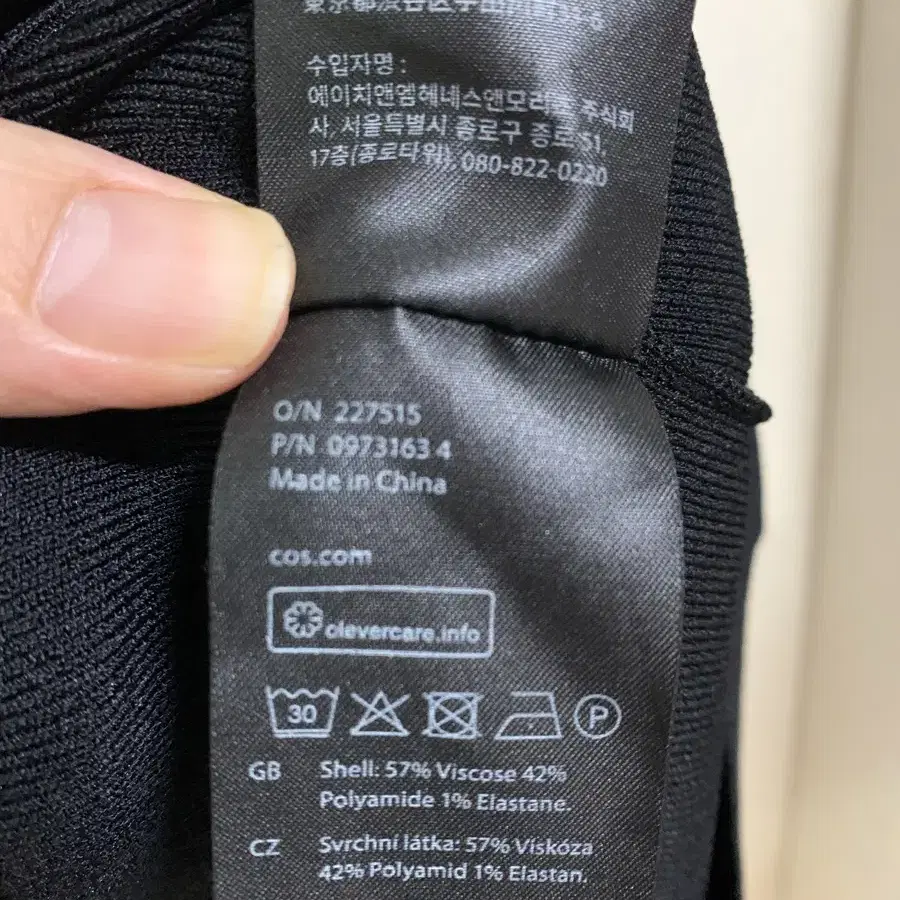 수입자명 :
에이치앤엠헤네스앤모리츠 주식회
사. 서울특별시 종로구 종로 51,
17층(종로타워). 080-822-0220
O/N 227515
P/N 0973163 4
Made in China
cos.com
clevercare.info
30
P
GB Shell: 57% Viscose 42%
Polyamide 1% Elastane.
CZ Svrchní látka: 57% Viskóza
42% Polyamid 1% Elastan.